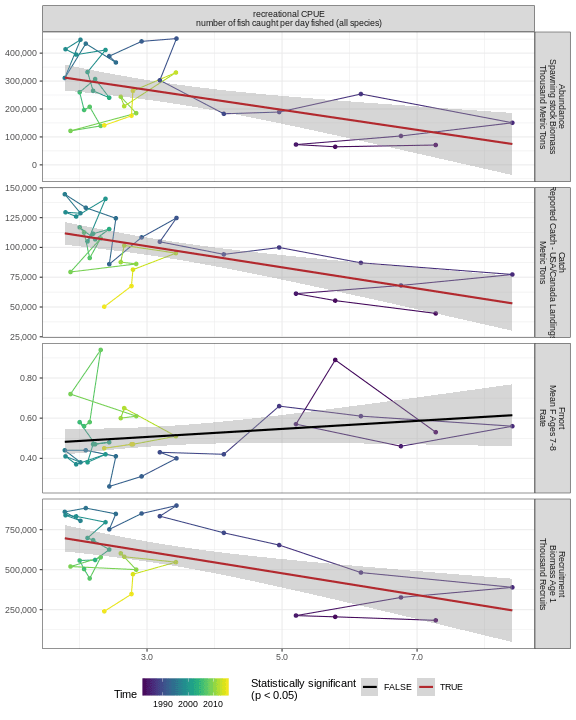 recreational CPUE
number of fish caught per day fished (all species)
400,000
300,000
200,000
100,000
0
Abundance
Spawning stock Biomass
Thousand Metric Tons
150,000
125,000
100,000
75,000
50,000
25,000
Catch
Reported Catch - USA/Canada Landings
Metric Tons
0.80
0.60
0.40
Fmort
Mean F Ages 7-8
Rate
750,000
500,000
250,000
Recruitment
Biomass Age 1
Thousand Recruits
3.0 5.0 7.0
Time
1990 2000 2010
Statistically significant
(p < 0.05)
FALSE
TRUE